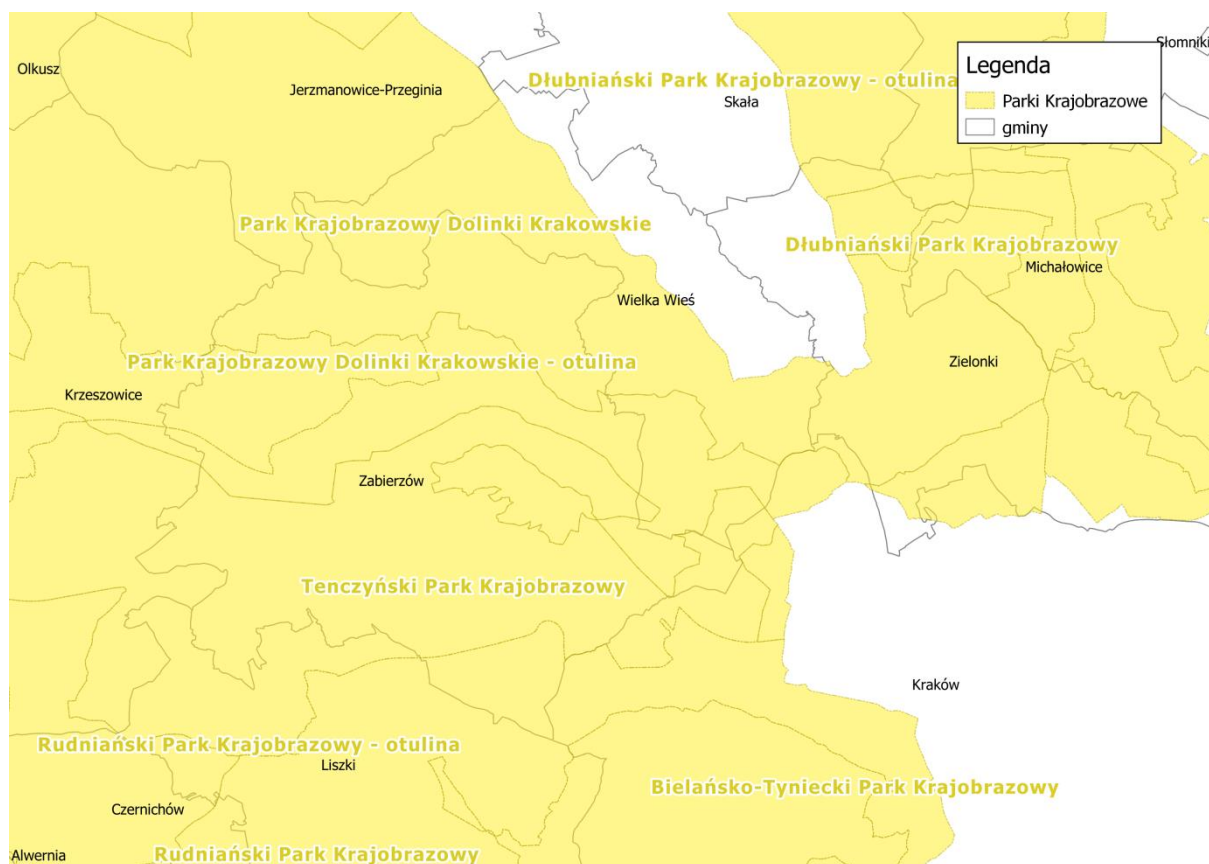 Słomniki
Legenda
Parki Krajobrazowe
gminy
Olkusz
Jerzmanowice-Przeginia
Dłubniański Park Krajobrazowy - otulina
Skała
Park Krajobrazowy Dolinki Krakowskie
Dłubniański Park Krajobrazowy
Michałowice
Wielka Wieś
Park Krajobrazowy Dolinki Krakowskie - otulina
Zielonki
Krzeszowice
Zabierzów
Tenczyński Park Krajobrazowy
Kraków
Rudniański Park Krajobrazowy - otulina
Liszki
Bielańsko-Tyniecki Park Krajobrazowy
Czernichów
Alwernia
Rudniański Park Krajobrazowy